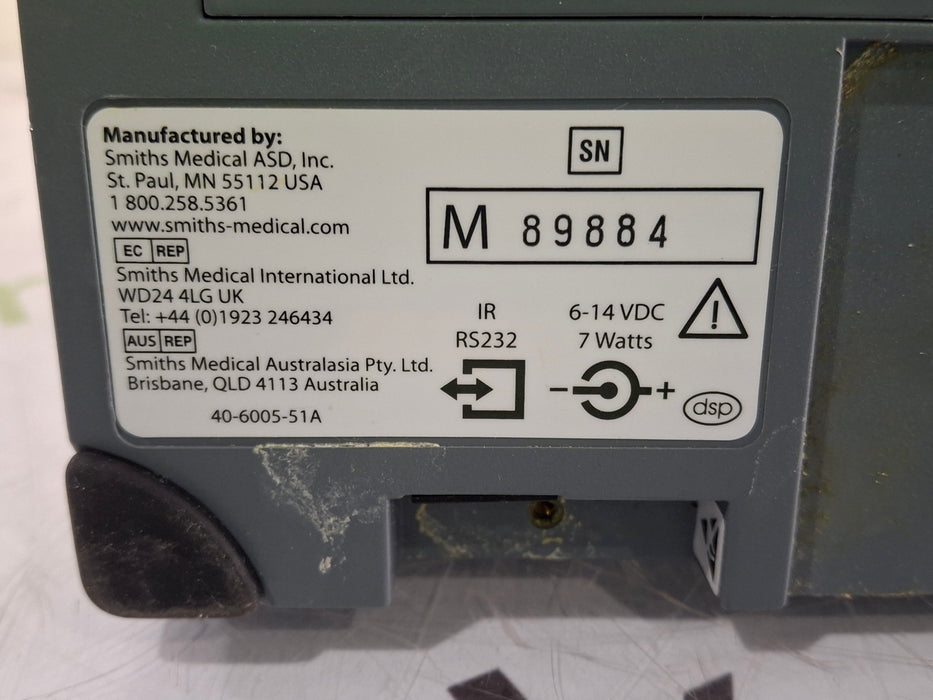 Manufactured by:
Smiths Medical ASD, Inc.
St. Paul, MN 55112 USA
1 800.258.5361
www.smiths-medical.com
EC REP
Smiths Medical International Ltd.
WD24 4LG UK
Tel: +44 (0)1923 246434
AUS REP
Smiths Medical Australasia Pty. Ltd.
Brisbane, QLD 4113 Australia
40-6005-51A
SN
M 89884
IR
RS232
6-14 VDC
7 Watts
dsp